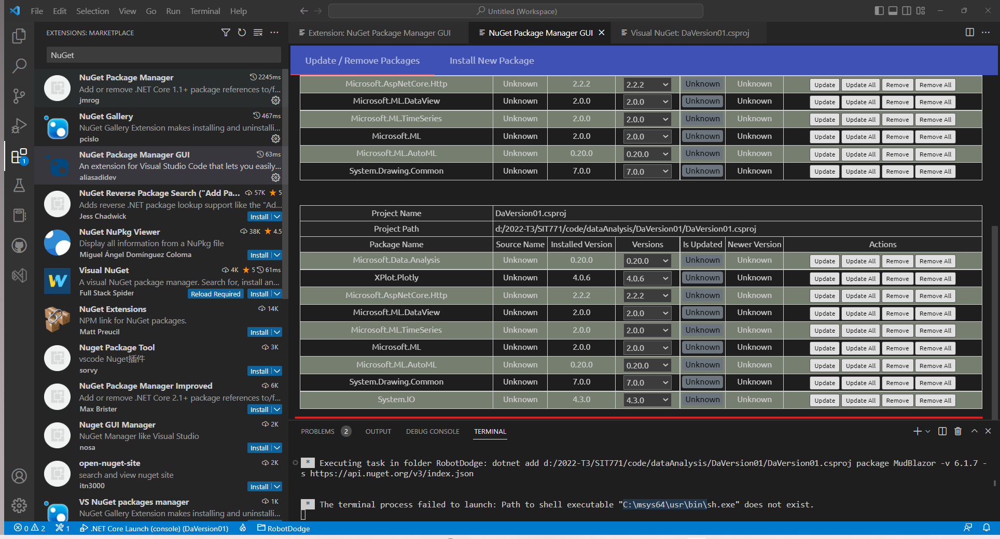 File Edit Selection View Go Run Terminal Help
Untitled (Workspace)
EXTENSIONS: MARKETPLACE
NuGet
NuGet Package Manager 2245ms
Add or remove .NET Core 1.1+ package references to/f...
jmrog
NuGet Gallery 467ms
NuGet Gallery Extension makes installing and uninstalli...
pcislo
NuGet Package Manager GUI 63ms
An extension for Visual Studio Code that lets you easily...
aliasadidev
NuGet Reverse Package Search ("Add Pa... 57K 5
Adds reverse .NET package lookup support like the "Ad...
Jess Chadwick Install
NuGet NuPkg Viewer 38K 4.5
Display all information from a NuPkg file
Miguel Ángel Domínguez Coloma Install
Visual NuGet 4K 5 61ms
A visual NuGet package manager. Search for, install an...
Full Stack Spider Reload Required Install
NuGet Extensions 14K
NPM link for NuGet packages.
Matt Preucil Install
Nuget Package Tool 3K
vscode Nuget插件
sorvy Install
NuGet Package Manager Improved 6K
Add or remove .NET Core 2.1+ package references to/f...
Max Brister Install
Nuget GUI Manager 2K
NuGet Manager like Visual Studio
nosa Install
open-nuget-site 2K
search and view nuget site
itn3000 Install
VS NuGet packages manager 1K
NuGet Gallery Extension makes installing and uninstalli...
1
Extension: NuGet Package Manager GUI NuGet Package Manager GUI Visual NuGet: DaVersion01.csproj
Update / Remove Packages Install New Package
Microsoft.AspNetCore.Http Unknown 2.2.2 2.2.2 Unknown Unknown Update Update All Remove Remove All
Microsoft.ML.DataView Unknown 2.0.0 2.0.0 Unknown Unknown Update Update All Remove Remove All
Microsoft.ML.TimeSeries Unknown 2.0.0 2.0.0 Unknown Unknown Update Update All Remove Remove All
Microsoft.ML Unknown 2.0.0 2.0.0 Unknown Unknown Update Update All Remove Remove All
Microsoft.ML.AutoML Unknown 0.20.0 0.20.0 Unknown Unknown Update Update All Remove Remove All
System.Drawing.Common Unknown 7.0.0 7.0.0 Unknown Unknown Update Update All Remove Remove All
Project Name DaVersion01.csproj
Project Path d:/2022-T3/SIT771/code/dataAnalysis/DaVersion01/DaVersion01.csproj
Package Name Source Name Installed Version Versions Is Updated Newer Version Actions
Microsoft.Data.Analysis Unknown 0.20.0 0.20.0 Unknown Unknown Update Update All Remove Remove All
XPlot.Plotly Unknown 4.0.6 4.0.6 Unknown Unknown Update Update All Remove Remove All
Microsoft.AspNetCore.Http Unknown 2.2.2 2.2.2 Unknown Unknown Update Update All Remove Remove All
Microsoft.ML.DataView Unknown 2.0.0 2.0.0 Unknown Unknown Update Update All Remove Remove All
Microsoft.ML.TimeSeries Unknown 2.0.0 2.0.0 Unknown Unknown Update Update All Remove Remove All
Microsoft.ML Unknown 2.0.0 2.0.0 Unknown Unknown Update Update All Remove Remove All
Microsoft.ML.AutoML Unknown 0.20.0 0.20.0 Unknown Unknown Update Update All Remove Remove All
System.Drawing.Common Unknown 7.0.0 7.0.0 Unknown Unknown Update Update All Remove Remove All
System.IO Unknown 4.3.0 4.3.0 Unknown Unknown Update Update All Remove Remove All
PROBLEMS 2 OUTPUT DEBUG CONSOLE TERMINAL
* Executing task in folder RobotDodge: dotnet add d:/2022-T3/SIT771/code/dataAnalysis/DaVersion01/DaVersion01.csproj package MudBlazor -v 6.1.7 -
s https://api.nuget.org/v3/index.json
* The terminal process failed to launch: Path to shell executable "C:\msys64\usr\bin\sh.exe" does not exist.
0 2 1 .NET Core Launch (console) (DaVersion01) RobotDodge